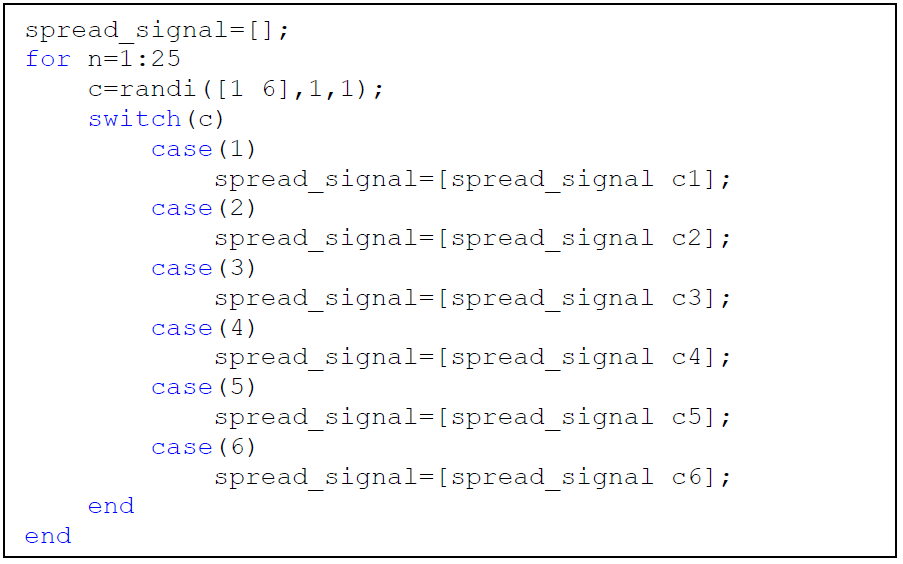 spread_signal=[];
for n=1:25
    c=randi([1 6],1,1);
    switch(c)
        case(1)
            spread_signal=[spread_signal c1];
        case(2)
            spread_signal=[spread_signal c2];
        case(3)
            spread_signal=[spread_signal c3];
        case(4)
            spread_signal=[spread_signal c4];
        case(5)
            spread_signal=[spread_signal c5];
        case(6)
            spread_signal=[spread_signal c6];
    end
end